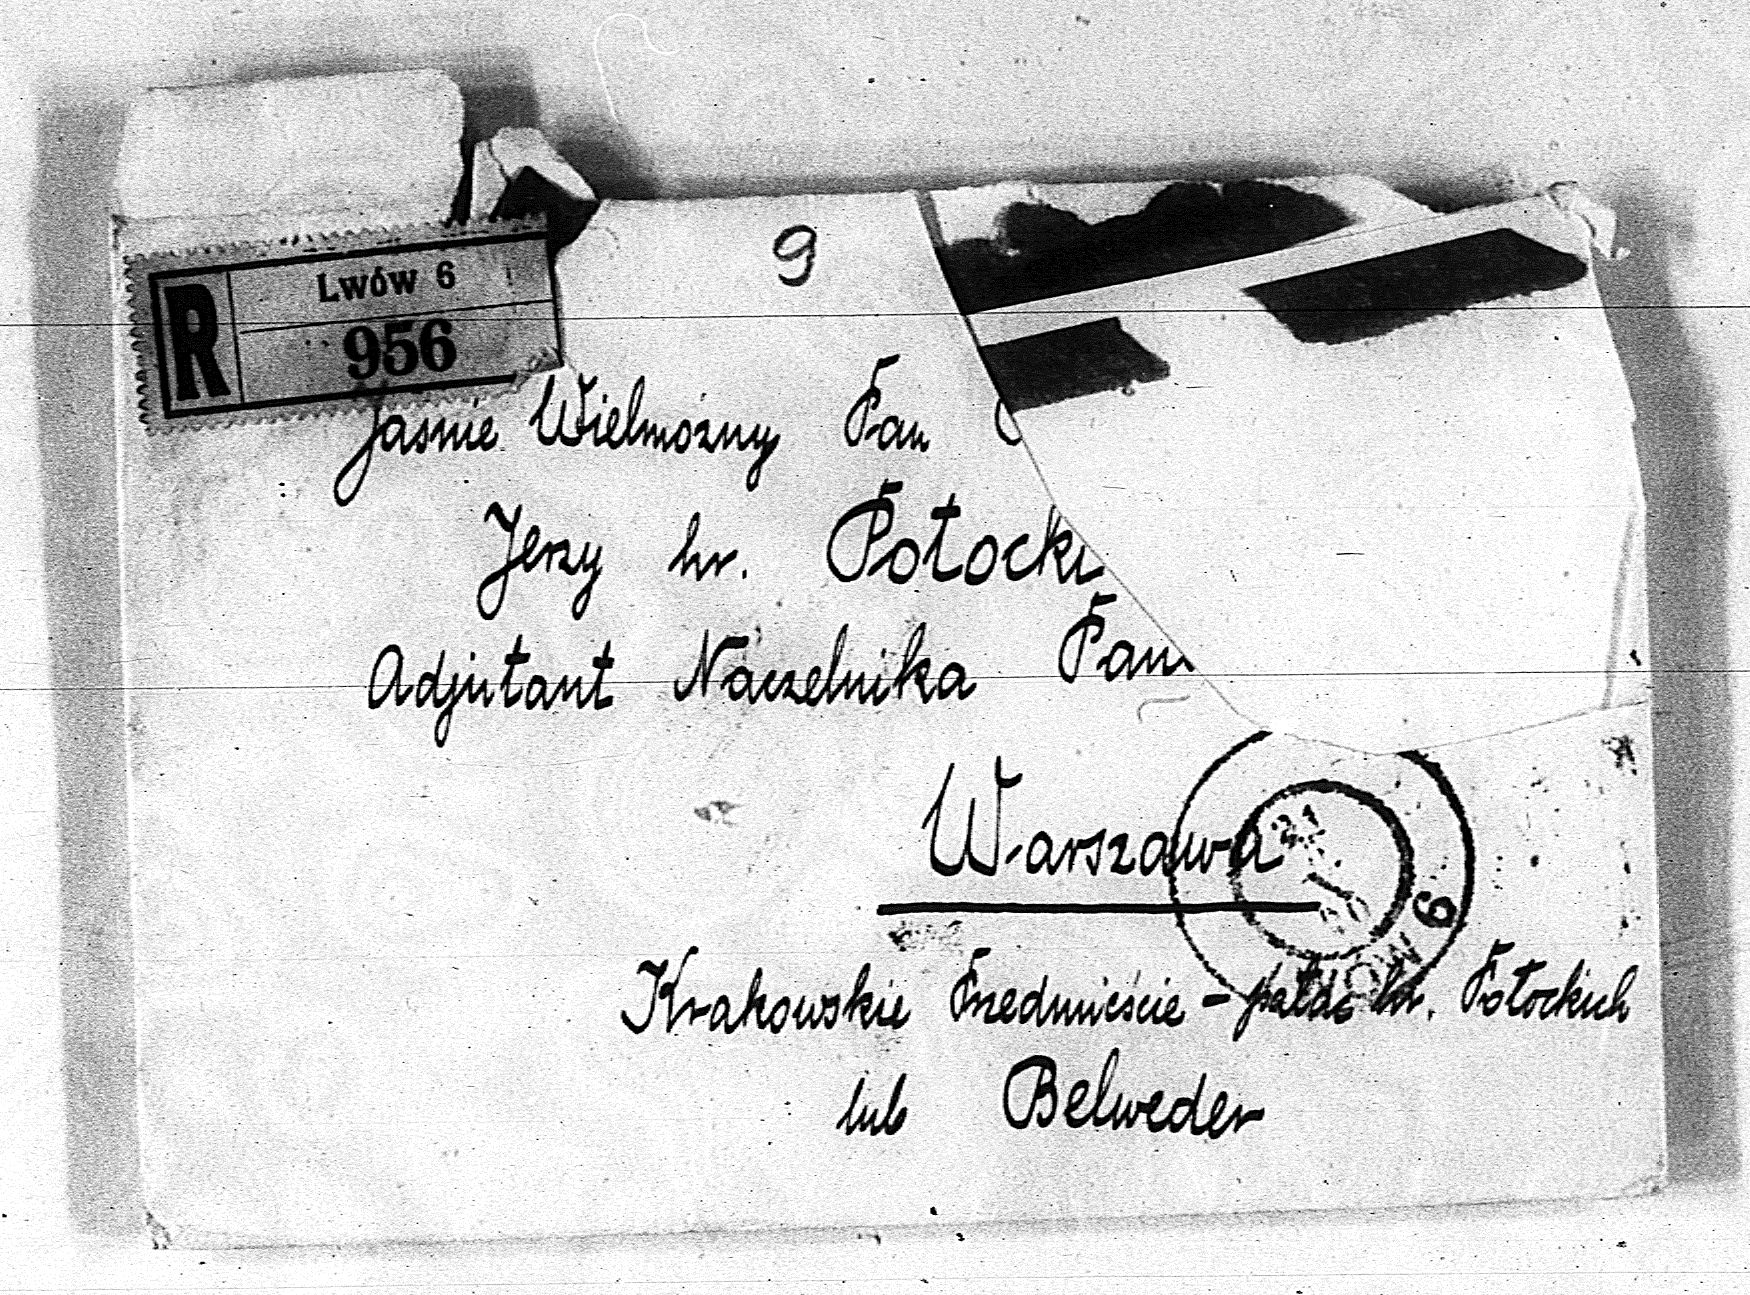 9
R
Lwów 6
956
Jaśnie Wielmożny Pan
Jerzy hr. Potocki
Adjutant Naczelnika Pań
Warszawa
6
Krakowskie Przedmieście - pałac hr. Potockich
lub Belweder